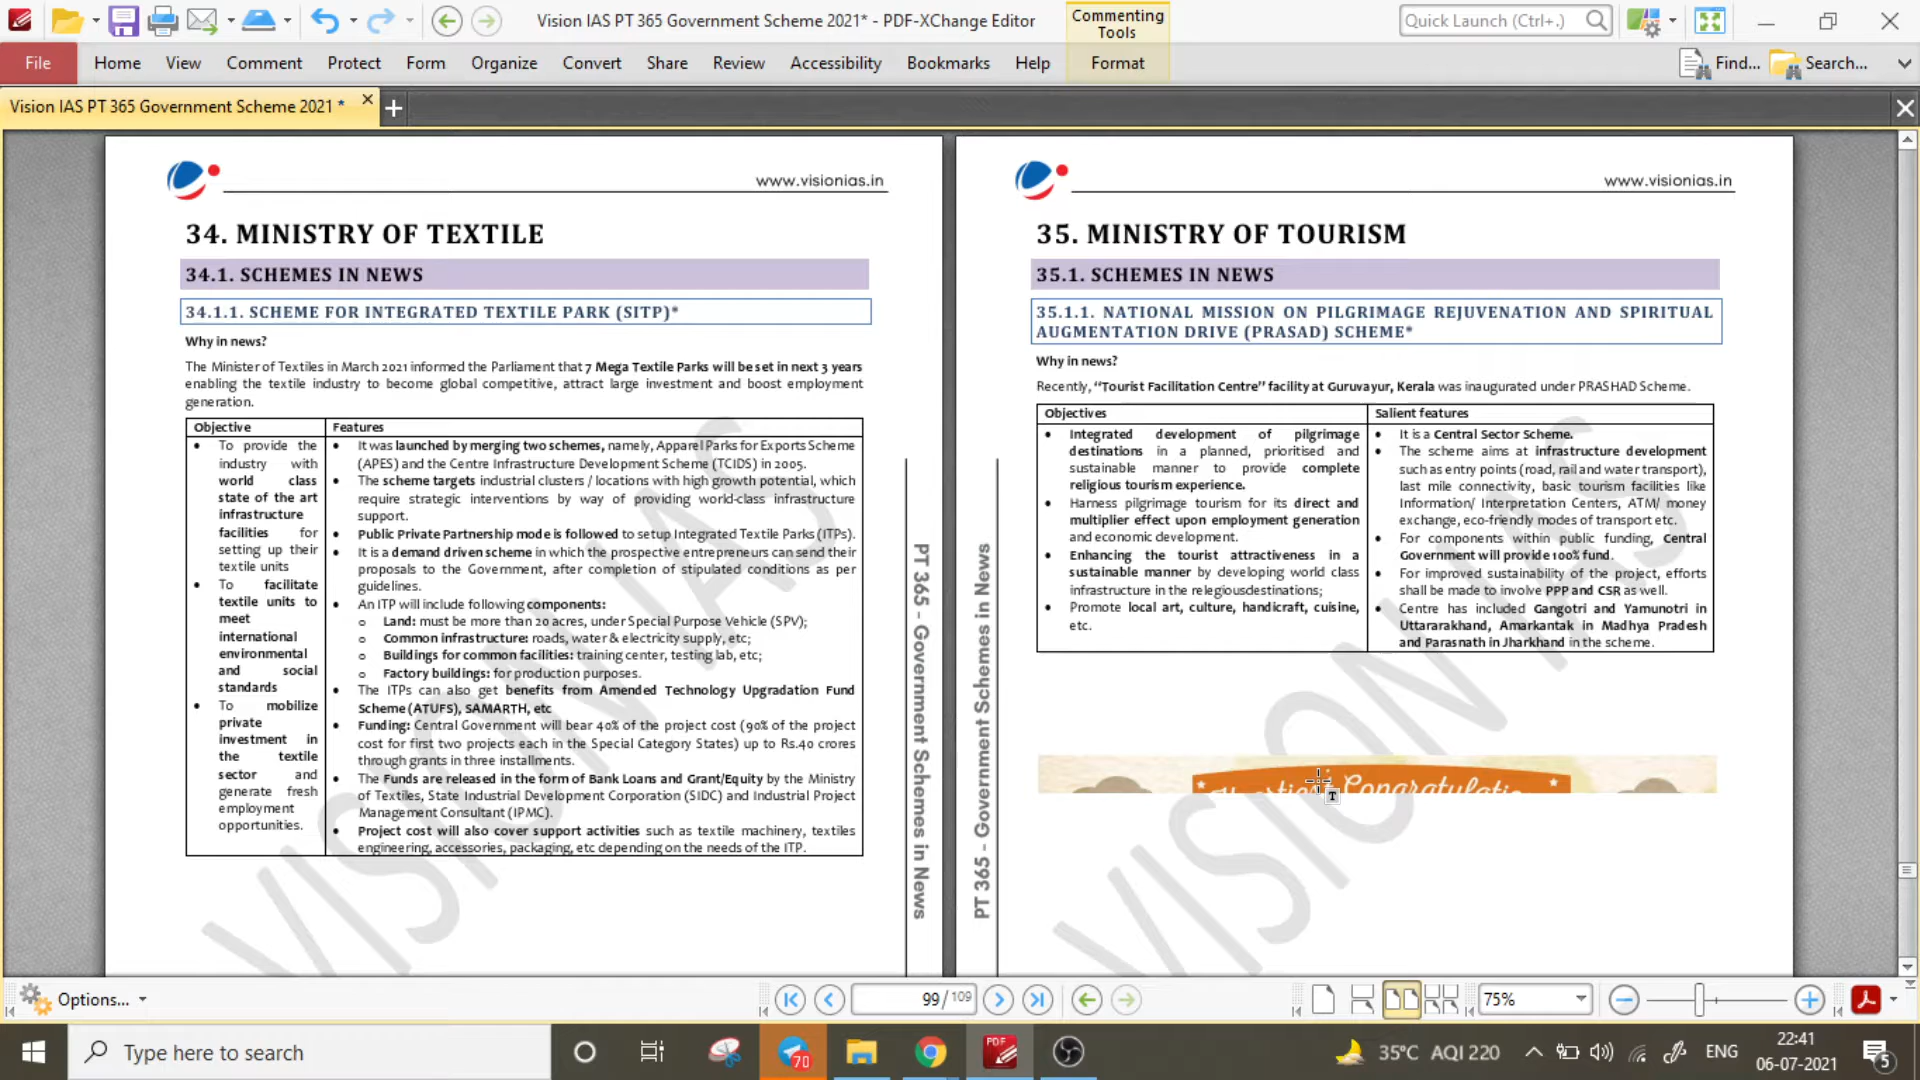 Vision IAS PT 365 Government Scheme 2021* - PDF-XChange Editor
Commenting Tools
Quick Launch (Ctrl+.)
File Home View Comment Protect Form Organize Convert Share Review Accessibility Bookmarks Help Format Find... Search...
Vision IAS PT 365 Government Scheme 2021 *
www.visionias.in
34. MINISTRY OF TEXTILE
34.1. SCHEMES IN NEWS
34.1.1. SCHEME FOR INTEGRATED TEXTILE PARK (SITP)*
Why in news?
The Minister of Textiles in March 2021 informed the Parliament that 7 Mega Textile Parks will be set in next 3 years
enabling the textile industry to become global competitive, attract large investment and boost employment
generation.
Objective
• To provide the
industry with
world class
state of the art
infrastructure
facilities for
setting up their
textile units
• To facilitate
textile units to
meet
international
environmental
and social
standards
• To mobilize
private
investment in
the textile
sector and
generate fresh
employment
opportunities.
Features
• It was launched by merging two schemes, namely, Apparel Parks for Exports Scheme
(APES) and the Centre Infrastructure Development Scheme (TCIDS) in 2005.
• The scheme targets industrial clusters / locations with high growth potential, which
require strategic interventions by way of providing world-class infrastructure
support.
• Public Private Partnership mode is followed to setup Integrated Textile Parks (ITPs).
• It is a demand driven scheme in which the prospective entrepreneurs can send their
proposals to the Government, after completion of stipulated conditions as per
guidelines.
• An ITP will include following components:
o Land: must be more than 20 acres, under Special Purpose Vehicle (SPV);
o Common infrastructure: roads, water & electricity supply, etc;
o Buildings for common facilities: training center, testing lab, etc;
o Factory buildings: for production purposes.
• The ITPs can also get benefits from Amended Technology Upgradation Fund
Scheme (ATUFS), SAMARTH, etc
• Funding: Central Government will bear 40% of the project cost (90% of the project
cost for first two projects each in the Special Category States) up to Rs.40 crores
through grants in three installments.
• The Funds are released in the form of Bank Loans and Grant/Equity by the Ministry
of Textiles, State Industrial Development Corporation (SIDC) and Industrial Project
Management Consultant (IPMC).
• Project cost will also cover support activities such as textile machinery, textiles
engineering, accessories, packaging, etc depending on the needs of the ITP.
PT 365 - Government Schemes in News
VISION IAS
www.visionias.in
35. MINISTRY OF TOURISM
35.1. SCHEMES IN NEWS
35.1.1. NATIONAL MISSION ON PILGRIMAGE REJUVENATION AND SPIRITUAL
AUGMENTATION DRIVE (PRASAD) SCHEME*
Why in news?
Recently, “Tourist Facilitation Centre” facility at Guruvayur, Kerala was inaugurated under PRASHAD Scheme.
Objectives
• Integrated development of pilgrimage
destinations in a planned, prioritised and
sustainable manner to provide complete
religious tourism experience.
• Harness pilgrimage tourism for its direct and
multiplier effect upon employment generation
and economic development.
• Enhancing the tourist attractiveness in a
sustainable manner by developing world class
infrastructure in the relegiousdestinations;
• Promote local art, culture, handicraft, cuisine,
etc.
Salient features
• It is a Central Sector Scheme.
• The scheme aims at infrastructure development
such as entry points (road, rail and water transport),
last mile connectivity, basic tourism facilities like
Information/ Interpretation Centers, ATM/ money
exchange, eco-friendly modes of transport etc.
• For components within public funding, Central
Government will provide 100% fund.
• For improved sustainability of the project, efforts
shall be made to involve PPP and CSR as well.
• Centre has included Gangotri and Yamunotri in
Uttararakhand, Amarkantak in Madhya Pradesh
and Parasnath in Jharkhand in the scheme.
PT 365 - Government Schemes in News
VISION IAS
Options... 99 / 109 75%
Type here to search
70
PDF
35°C AQI 220
ENG
22:41
06-07-2021
5